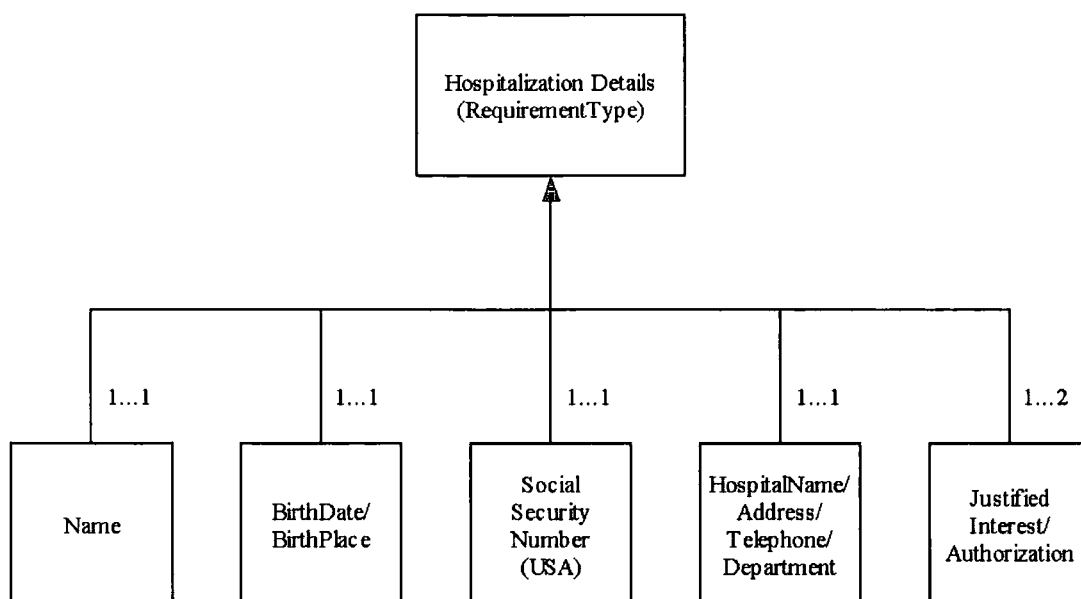 Hospitalization Details
(RequirementType)
1...1
1...1
1...1
1...1
1...2
Name
BirthDate/
BirthPlace
Social
Security
Number
(USA)
HospitalName/
Address/
Telephone/
Department
Justified
Interest/
Authorization